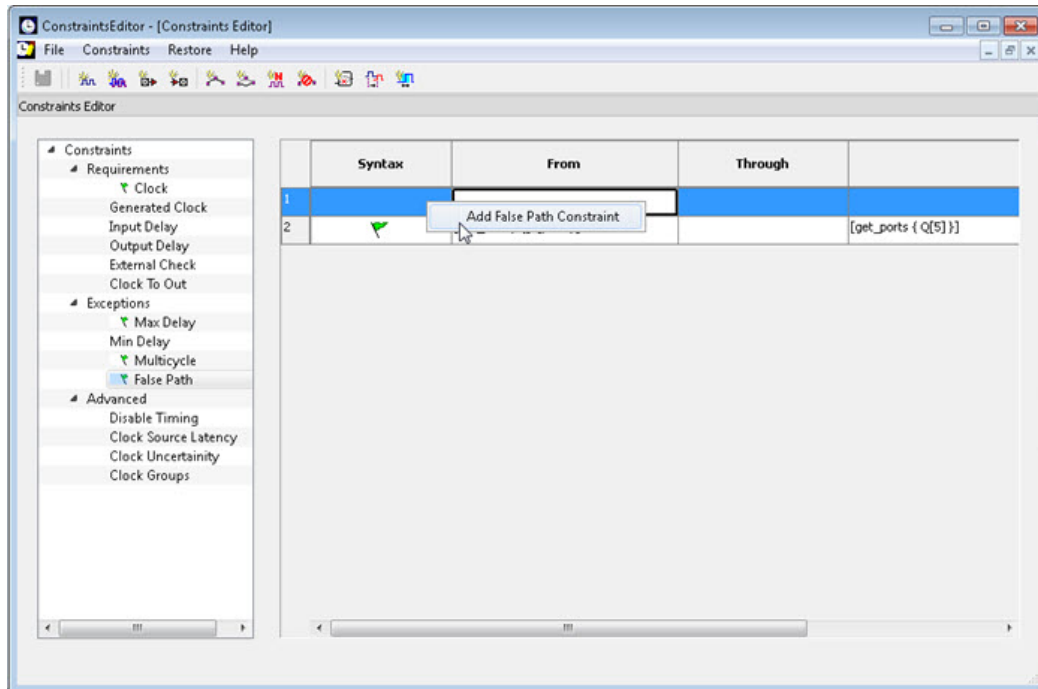 ConstraintsEditor - [Constraints Editor]
File Constraints Restore Help
Constraints Editor
Constraints
Requirements
Clock
Generated Clock
Input Delay
Output Delay
External Check
Clock To Out
Exceptions
Max Delay
Min Delay
Multicycle
False Path
Advanced
Disable Timing
Clock Source Latency
Clock Uncertainity
Clock Groups
Syntax From Through
1
Add False Path Constraint
2 [get_ports { Q[5] }]